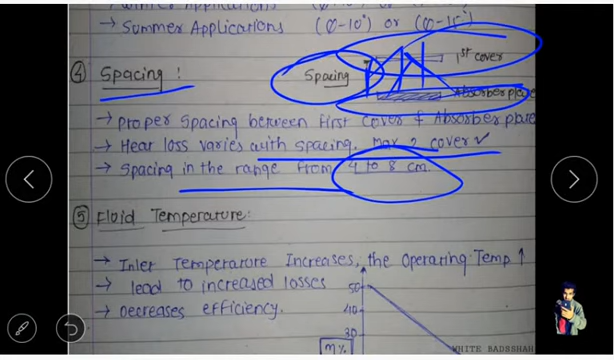 → Summer Applications (φ-10°) or (φ-15°)
④ Spacing :
Spacing
1st cover
Absorber plate
→ Proper Spacing between First Cover & Absorber plate
→ Hear loss varies with spacing. Max 2 cover ✓
→ Spacing in the range from 4 to 8 cm.
⑤ Fluid Temperature:
→ Inlet Temperature Increases, the Operating Temp ↑
→ lead to increased losses
→ Decreases efficiency.
50
40
30
η%
WHITE BADSSHAH